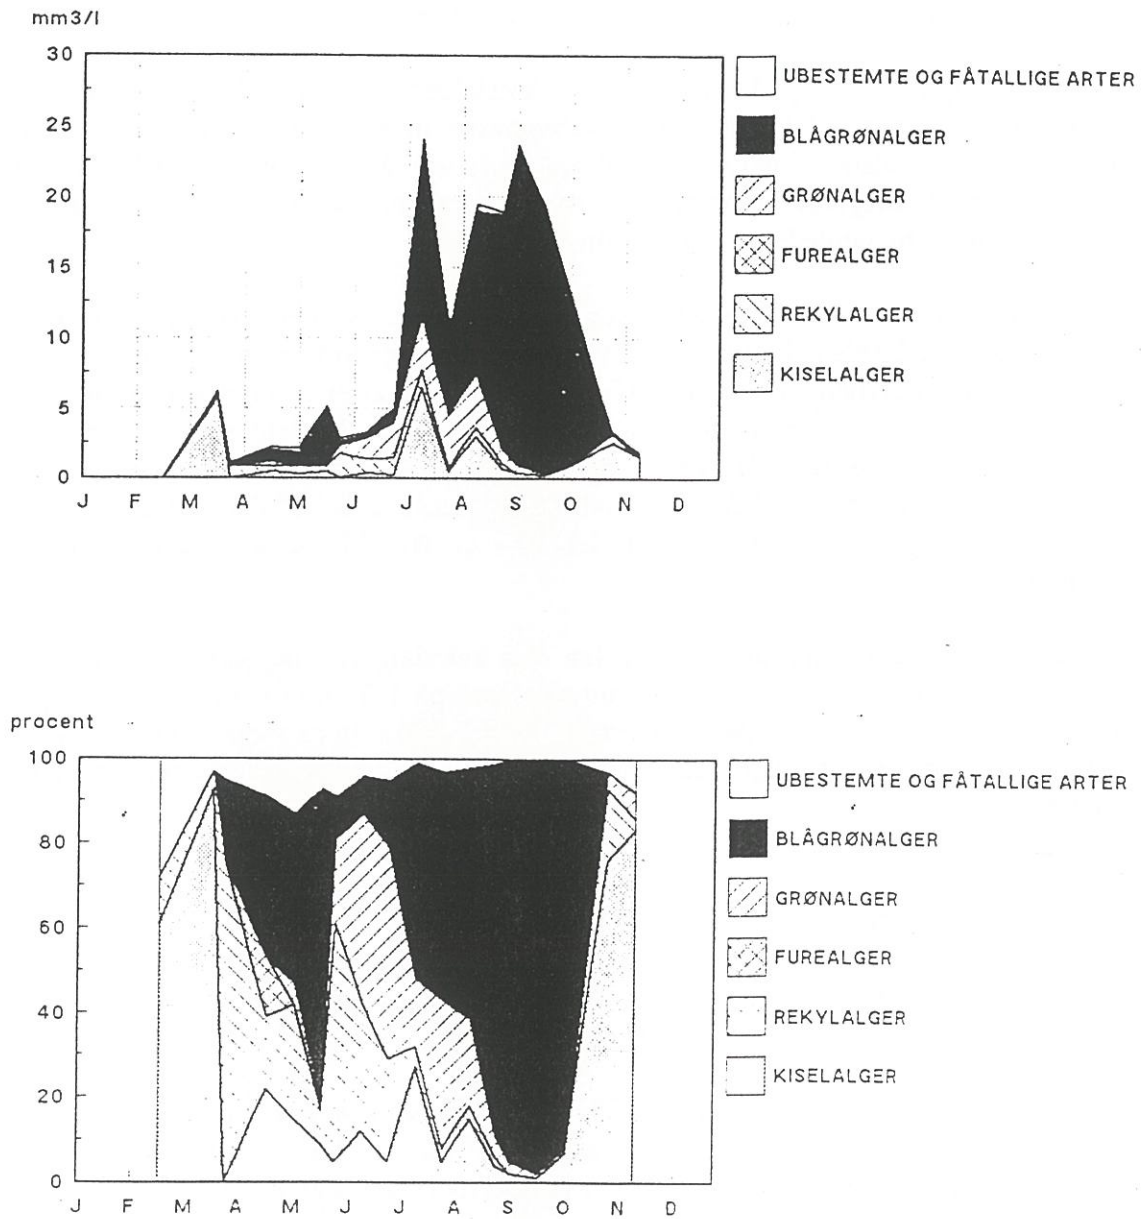 mm3/l
30
25
20
15
10
5
0
J F M A M J J A S O N D
UBESTEMTE OG FÅTALLIGE ARTER
BLÅGRØNALGER
GRØNALGER
FUREALGER
REKYLALGER
KISELALGER
procent
100
80
60
40
20
0
J F M A M J J A S O N D
UBESTEMTE OG FÅTALLIGE ARTER
BLÅGRØNALGER
GRØNALGER
FUREALGER
REKYLALGER
KISELALGER